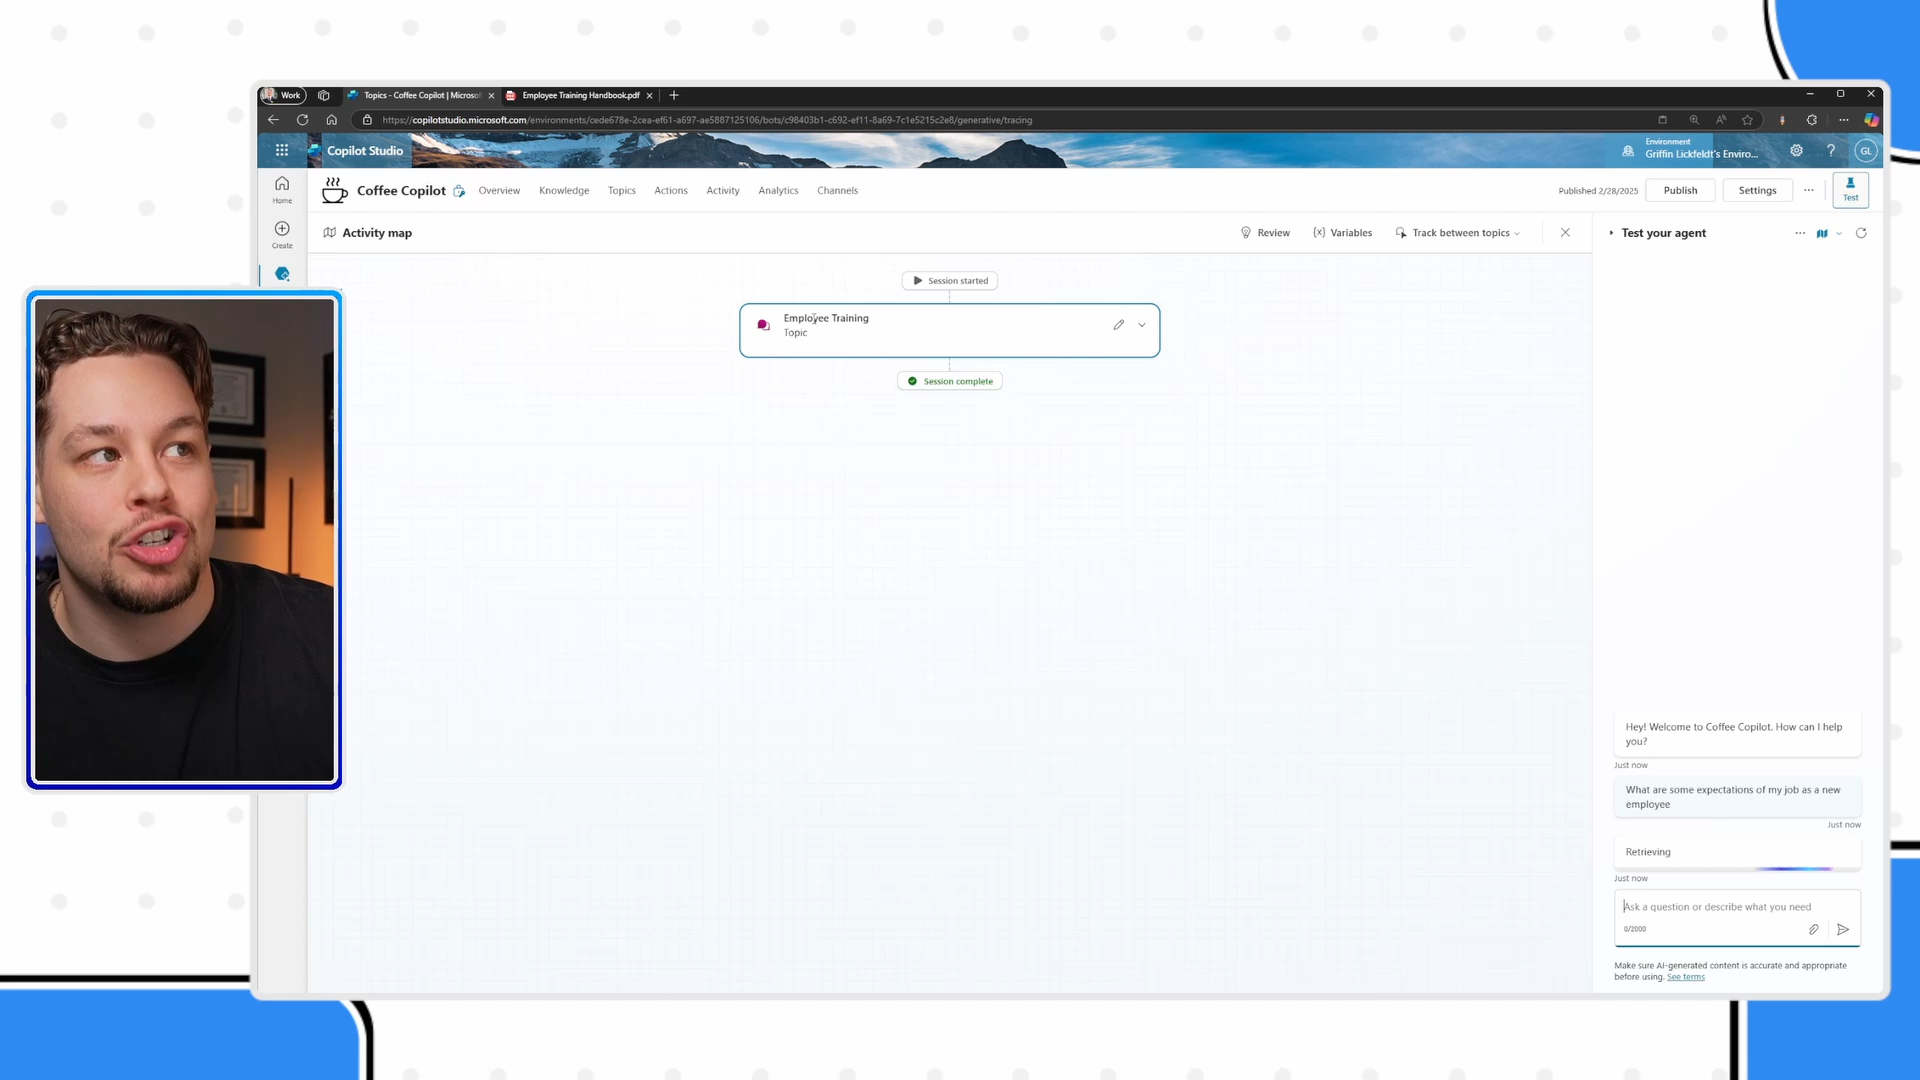 Work
Topics - Coffee Copilot | Microso
Employee Training Handbook.pdf
https://copilotstudio.microsoft.com/environments/cede678e-2cea-ef61-a697-ae5887125106/bots/c98403b1-c692-ef11-8a69-7c1e5215c2e8/generative/tracing
Copilot Studio
Environment
Griffin Lickfeldt's Enviro...
GL
Home
Create
Coffee Copilot
Overview
Knowledge
Topics
Actions
Activity
Analytics
Channels
Published 2/28/2025
Publish
Settings
Test
Activity map
Review
Variables
Track between topics
Test your agent
Session started
Employee Training
Topic
Session complete
Hey! Welcome to Coffee Copilot. How can I help
you?
Just now
What are some expectations of my job as a new
employee
Just now
Retrieving
Just now
Ask a question or describe what you need
0/2000
Make sure AI-generated content is accurate and appropriate
before using. See terms